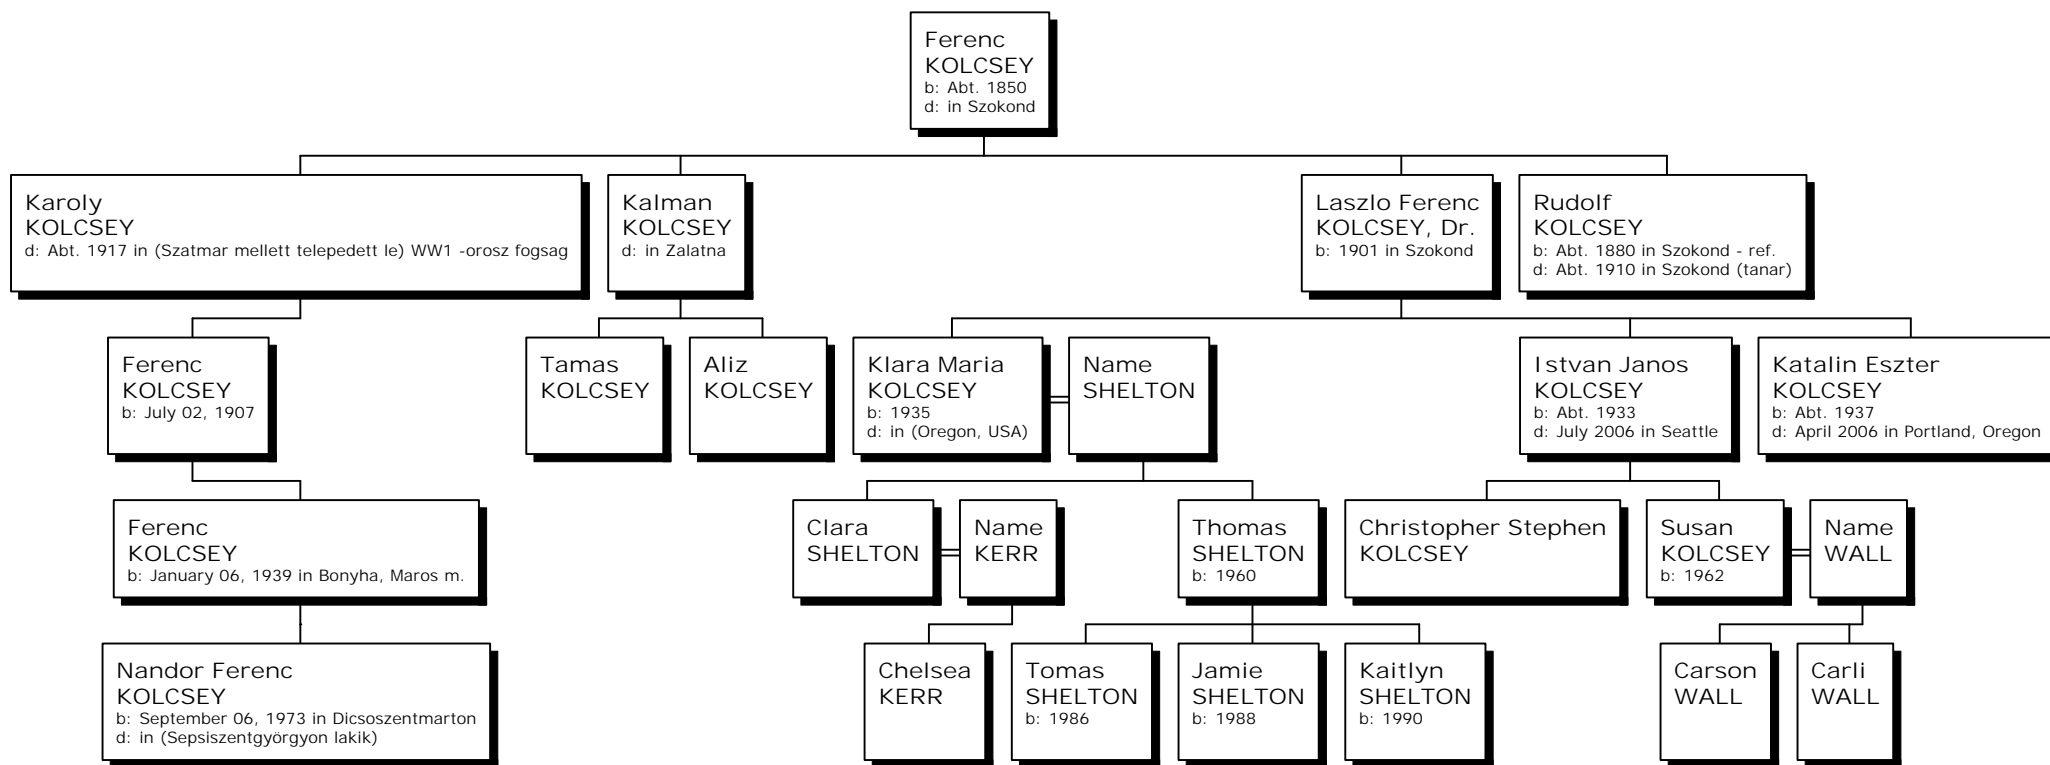 Ferenc
KOLCSEY
b: Abt. 1850
d: in Szokond
Karoly
KOLCSEY
d: Abt. 1917 in (Szatmar mellett telepedett le) WW1 -orosz fogsag
Kalman
KOLCSEY
d: in Zalatna
Laszlo Ferenc
KOLCSEY, Dr.
b: 1901 in Szokond
Rudolf
KOLCSEY
b: Abt. 1880 in Szokond - ref.
d: Abt. 1910 in Szokond (tanar)
Ferenc
KOLCSEY
b: July 02, 1907
Tamas
KOLCSEY
Aliz
KOLCSEY
Klara Maria
KOLCSEY
b: 1935
d: in (Oregon, USA)
Name
SHELTON
Istvan Janos
KOLCSEY
b: Abt. 1933
d: July 2006 in Seattle
Katalin Eszter
KOLCSEY
b: Abt. 1937
d: April 2006 in Portland, Oregon
Ferenc
KOLCSEY
b: January 06, 1939 in Bonyha, Maros m.
Clara
SHELTON
Name
KERR
Thomas
SHELTON
b: 1960
Christopher Stephen
KOLCSEY
Susan
KOLCSEY
b: 1962
Name
WALL
Nandor Ferenc
KOLCSEY
b: September 06, 1973 in Dicsoszentmarton
d: in (Sepsiszentgyörgyon lakik)
Chelsea
KERR
Tomas
SHELTON
b: 1986
Jamie
SHELTON
b: 1988
Kaitlyn
SHELTON
b: 1990
Carson
WALL
Carli
WALL